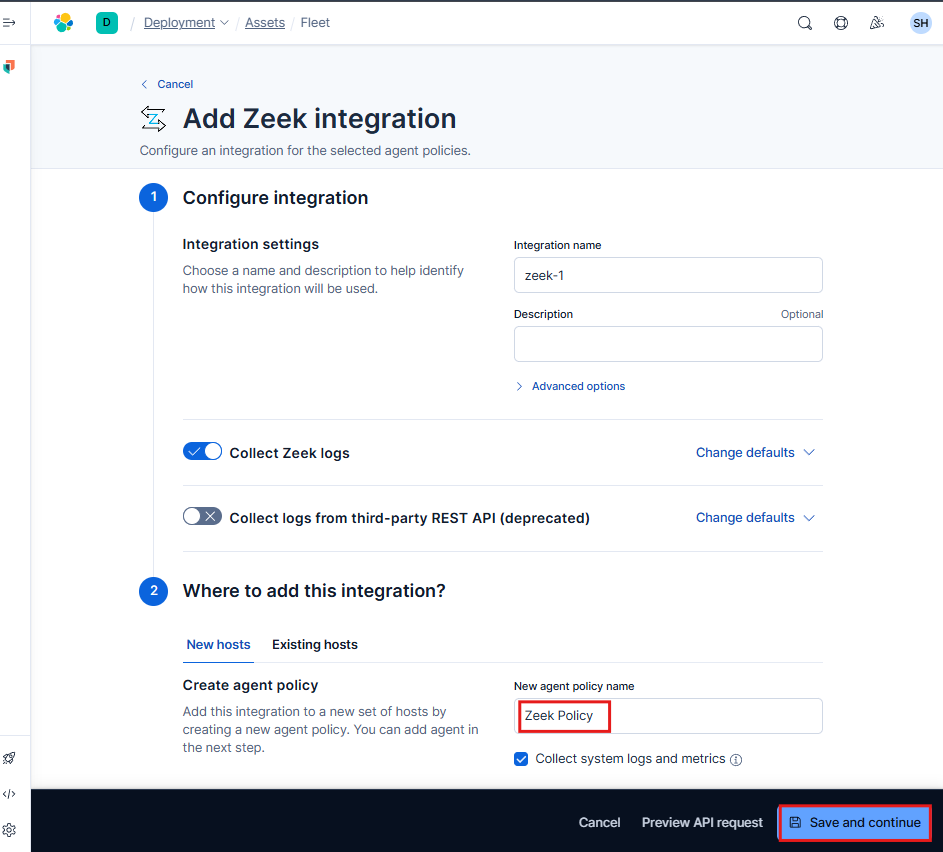 D / Deployment / Assets / Fleet
SH
Cancel
Z Add Zeek integration
Configure an integration for the selected agent policies.
1 Configure integration
Integration settings
Choose a name and description to help identify
how this integration will be used.
Integration name
zeek-1
Description Optional
Advanced options
Collect Zeek logs Change defaults
Collect logs from third-party REST API (deprecated) Change defaults
2 Where to add this integration?
New hosts Existing hosts
Create agent policy
Add this integration to a new set of hosts by
creating a new agent policy. You can add agent in
the next step.
New agent policy name
Zeek Policy
Collect system logs and metrics
Cancel Preview API request Save and continue